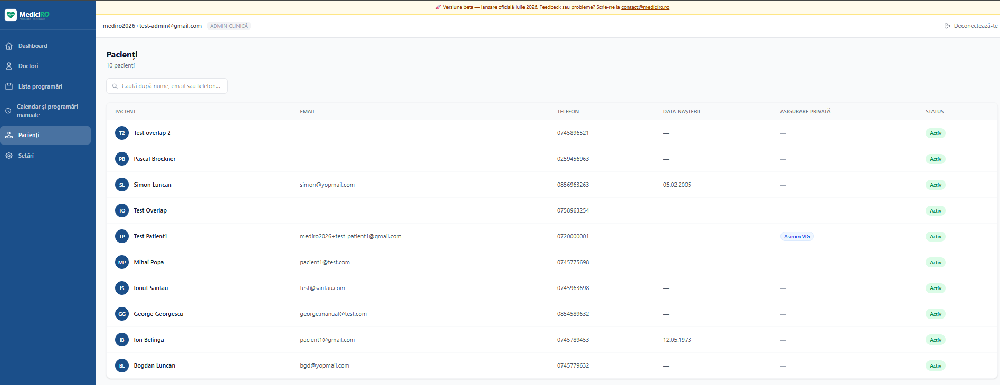 🚀 Versiune beta — lansare oficială Iulie 2026. Feedback sau probleme? Scrie-ne la contact@mediciro.ro
MediciRO
mediro2026+test-admin@gmail.com ADMIN CLINICĂ Deconectează-te
Dashboard
Doctori
Lista programări
Calendar și programări
manuale
Pacienți
Setări
Pacienți
10 pacienți
Caută după nume, email sau telefon...
PACIENT EMAIL TELEFON DATA NAȘTERII ASIGURARE PRIVATĂ STATUS
T2 Test overlap 2 0745896521 — — Activ
PB Pascal Brockner 0259456963 — — Activ
SL Simon Luncan simon@yopmail.com 0856963263 05.02.2005 — Activ
TO Test Overlap 0758963254 — — Activ
TP Test Patient1 mediro2026+test-patient1@gmail.com 0720000001 — Asirom VIG Activ
MP Mihai Popa pacient1@test.com 0745775698 — — Activ
IS Ionut Santau test@santau.com 0745963698 — — Activ
GG George Georgescu george.manual@test.com 0854589632 — — Activ
IB Ion Belinga pacient1@gmail.com 0745789453 12.05.1973 — Activ
BL Bogdan Luncan bgd@yopmail.com 0745779632 — — Activ